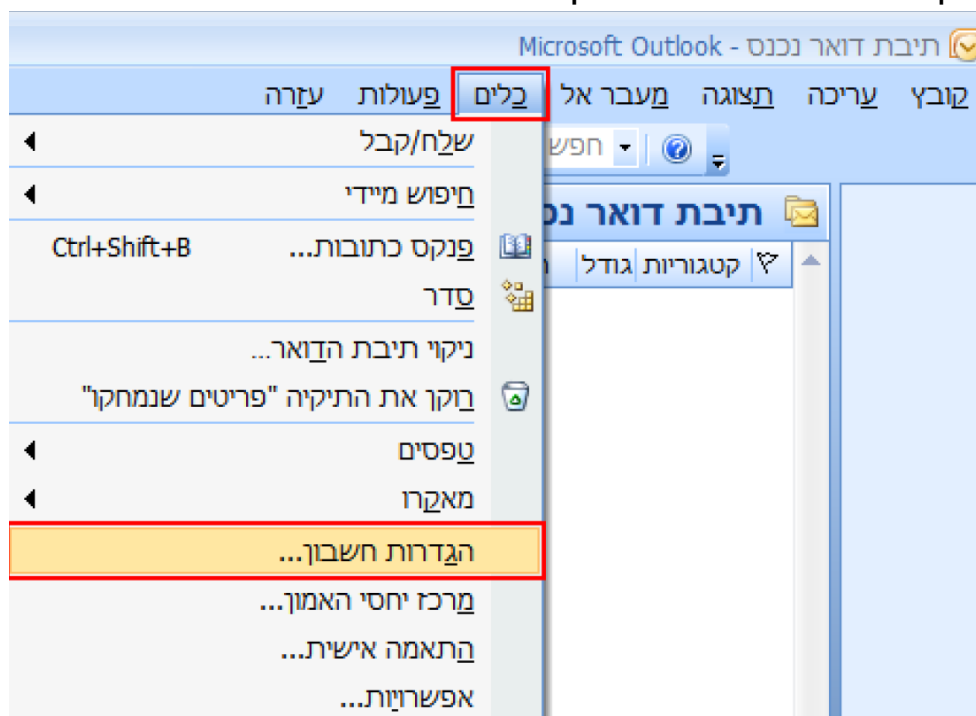 תיבת דואר נכנס - Microsoft Outlook
קובץ עריכה תצוגה מעבר אל כלים פעולות עזרה
חפש
שלח/קבל
חיפוש מיידי
תיבת דואר נכ
פנקס כתובות... Ctrl+Shift+B
קטגוריות גודל
סדר
ניקוי תיבת הדואר...
רוקן את התיקיה "פריטים שנמחקו"
טפסים
מאקרו
הגדרות חשבון...
מרכז יחסי האמון...
התאמה אישית...
אפשרויות...